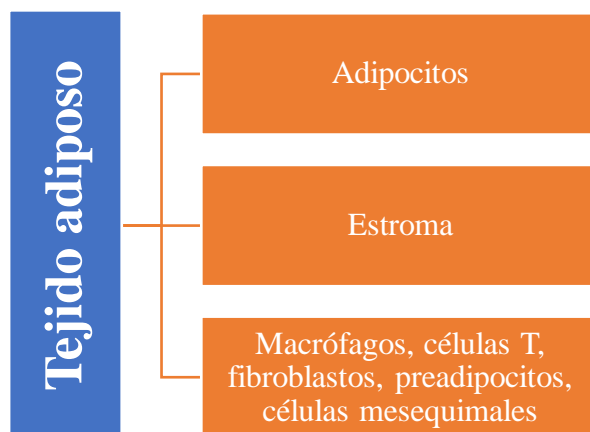 Tejido adiposo
Adipocitos
Estroma
Macrófagos, células T,
fibroblastos, preadipocitos,
células mesequimales